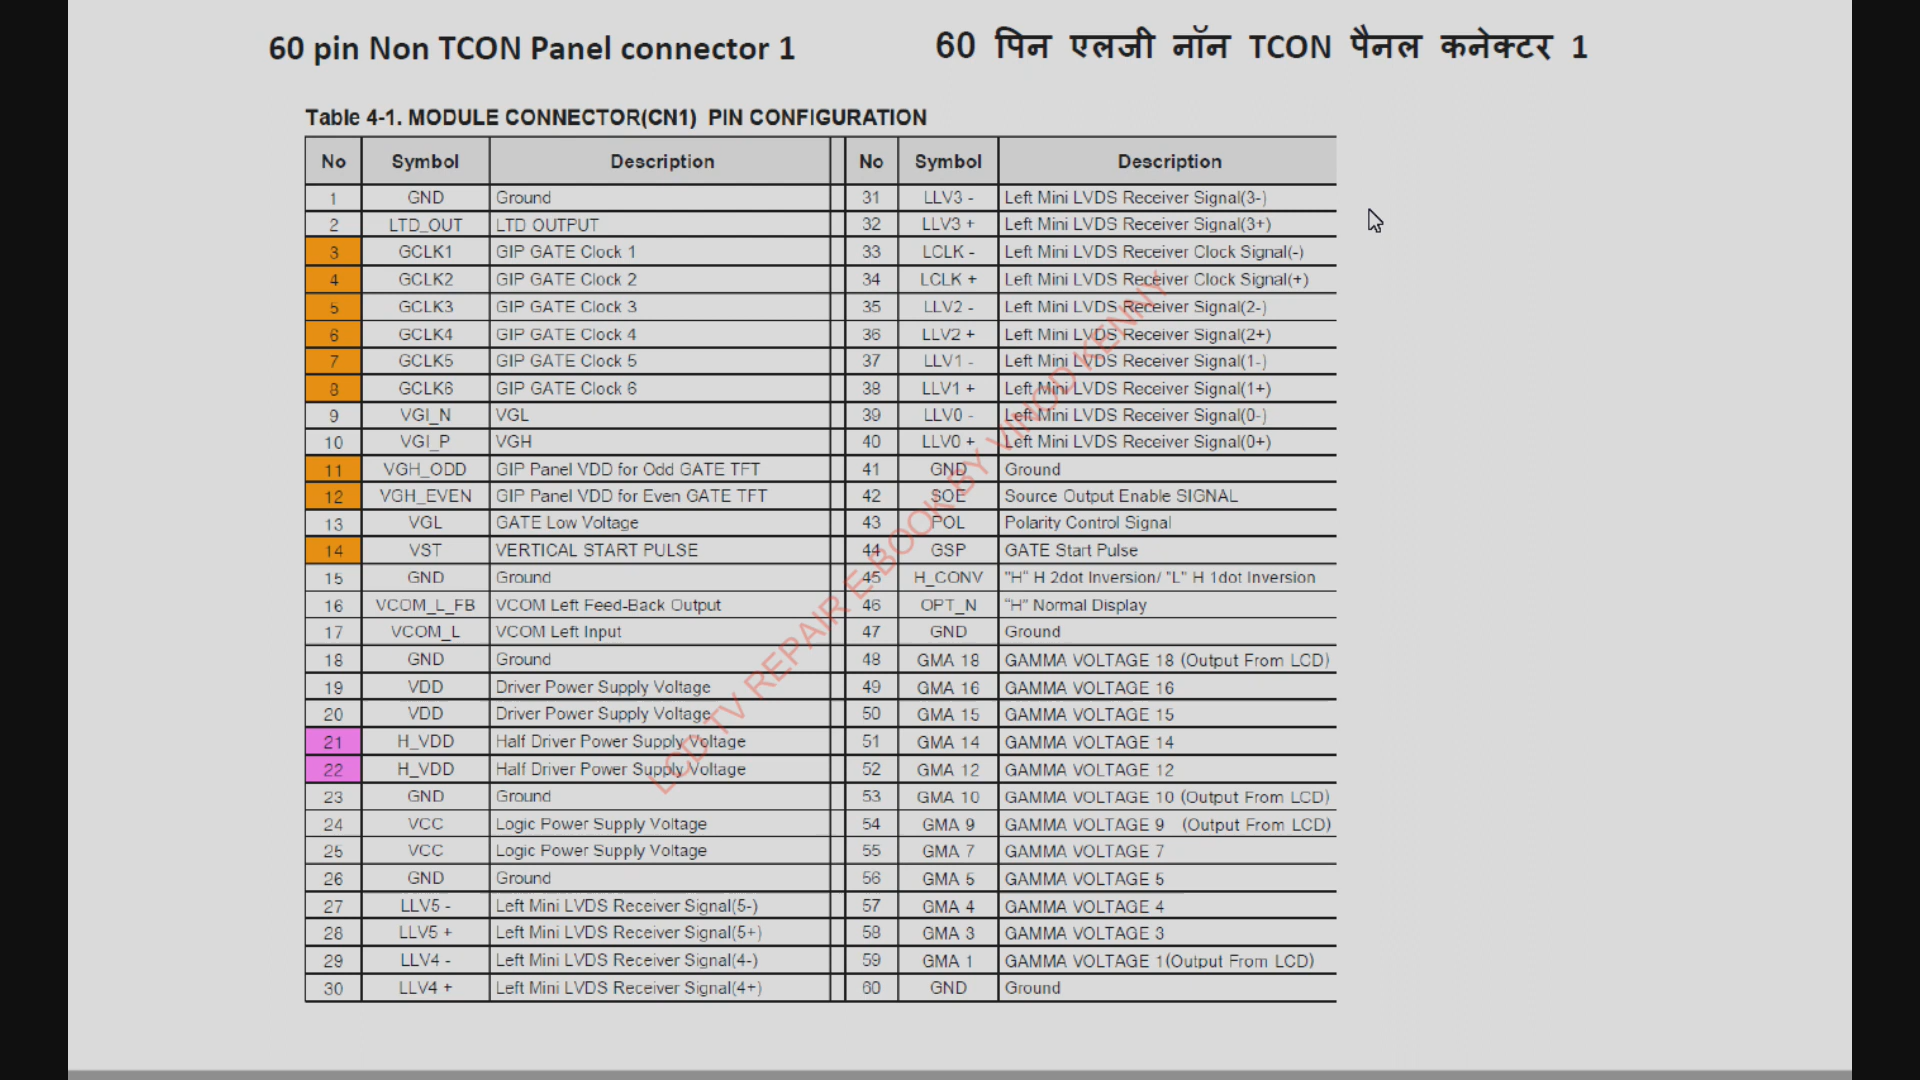 60 pin Non TCON Panel connector 1
60 पिन एलजी नॉन TCON पैनल कनेक्टर 1
Table 4-1. MODULE CONNECTOR(CN1) PIN CONFIGURATION
No Symbol Description No Symbol Description
1 GND Ground 31 LLV3 - Left Mini LVDS Receiver Signal(3-)
2 LTD_OUT LTD OUTPUT 32 LLV3 + Left Mini LVDS Receiver Signal(3+)
3 GCLK1 GIP GATE Clock 1 33 LCLK - Left Mini LVDS Receiver Clock Signal(-)
4 GCLK2 GIP GATE Clock 2 34 LCLK + Left Mini LVDS Receiver Clock Signal(+)
5 GCLK3 GIP GATE Clock 3 35 LLV2 - Left Mini LVDS Receiver Signal(2-)
6 GCLK4 GIP GATE Clock 4 36 LLV2 + Left Mini LVDS Receiver Signal(2+)
7 GCLK5 GIP GATE Clock 5 37 LLV1 - Left Mini LVDS Receiver Signal(1-)
8 GCLK6 GIP GATE Clock 6 38 LLV1 + Left Mini LVDS Receiver Signal(1+)
9 VGI_N VGL 39 LLV0 - Left Mini LVDS Receiver Signal(0-)
10 VGI_P VGH 40 LLV0 + Left Mini LVDS Receiver Signal(0+)
11 VGH_ODD GIP Panel VDD for Odd GATE TFT 41 GND Ground
12 VGH_EVEN GIP Panel VDD for Even GATE TFT 42 SOE Source Output Enable SIGNAL
13 VGL GATE Low Voltage 43 POL Polarity Control Signal
14 VST VERTICAL START PULSE 44 GSP GATE Start Pulse
15 GND Ground 45 H_CONV "H" H 2dot Inversion/ "L" H 1dot Inversion
16 VCOM_L_FB VCOM Left Feed-Back Output 46 OPT_N "H" Normal Display
17 VCOM_L VCOM Left Input 47 GND Ground
18 GND Ground 48 GMA 18 GAMMA VOLTAGE 18 (Output From LCD)
19 VDD Driver Power Supply Voltage 49 GMA 16 GAMMA VOLTAGE 16
20 VDD Driver Power Supply Voltage 50 GMA 15 GAMMA VOLTAGE 15
21 H_VDD Half Driver Power Supply Voltage 51 GMA 14 GAMMA VOLTAGE 14
22 H_VDD Half Driver Power Supply Voltage 52 GMA 12 GAMMA VOLTAGE 12
23 GND Ground 53 GMA 10 GAMMA VOLTAGE 10 (Output From LCD)
24 VCC Logic Power Supply Voltage 54 GMA 9 GAMMA VOLTAGE 9 (Output From LCD)
25 VCC Logic Power Supply Voltage 55 GMA 7 GAMMA VOLTAGE 7
26 GND Ground 56 GMA 5 GAMMA VOLTAGE 5
27 LLV5 - Left Mini LVDS Receiver Signal(5-) 57 GMA 4 GAMMA VOLTAGE 4
28 LLV5 + Left Mini LVDS Receiver Signal(5+) 58 GMA 3 GAMMA VOLTAGE 3
29 LLV4 - Left Mini LVDS Receiver Signal(4-) 59 GMA 1 GAMMA VOLTAGE 1(Output From LCD)
30 LLV4 + Left Mini LVDS Receiver Signal(4+) 60 GND Ground
LCD TV REPAIR E-BOOK BY VINOD KENNY